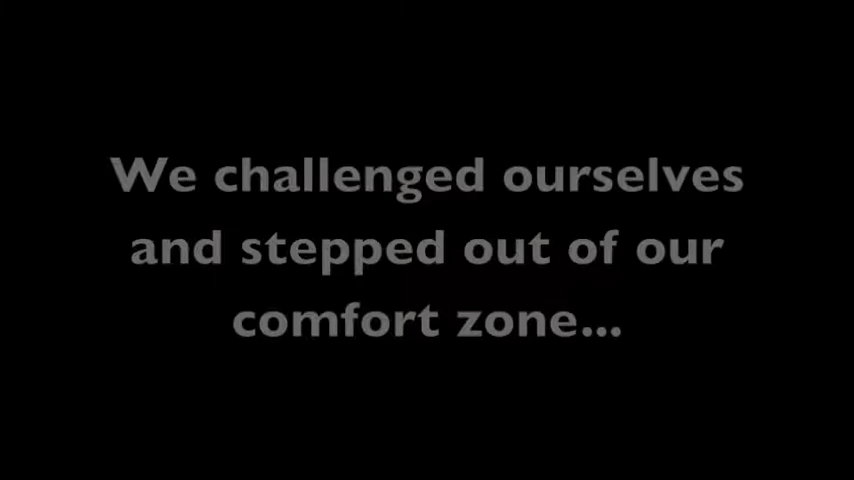 We challenged ourselves
and stepped out of our
comfort zone...